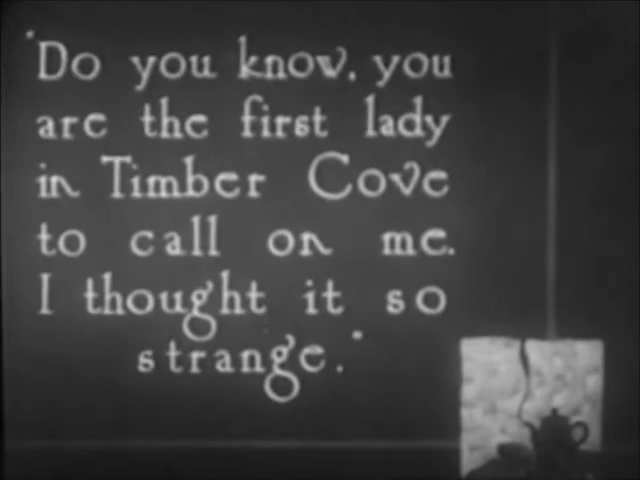 "Do you know, you
are the first lady
in Timber Cove
to call on me.
I thought it so
strange."